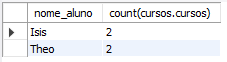 nome_aluno count(cursos.cursos)
Isis 2
Theo 2